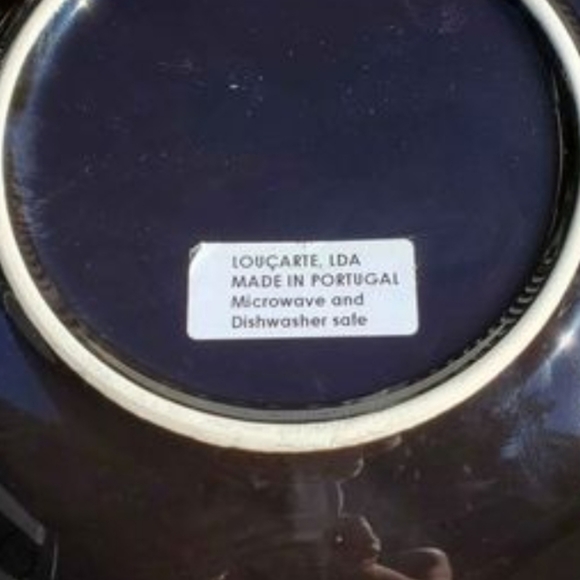 LOUÇARTE, LDA
MADE IN PORTUGAL
Microwave and
Dishwasher safe